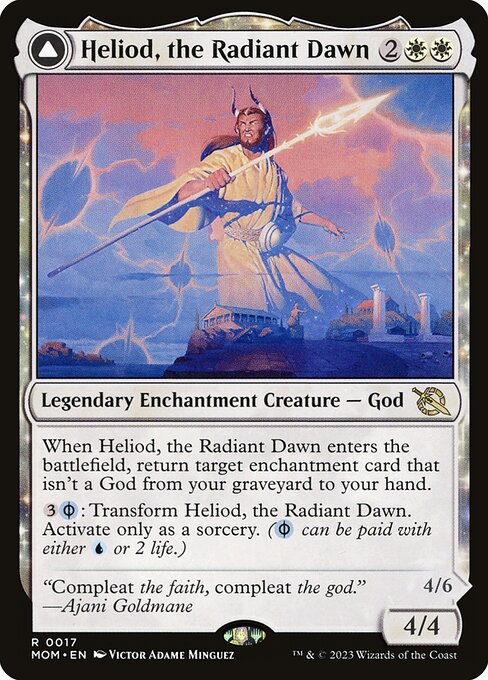 Heliod, the Radiant Dawn 2
Legendary Enchantment Creature — God
When Heliod, the Radiant Dawn enters the
battlefield, return target enchantment card that
isn't a God from your graveyard to your hand.
3: Transform Heliod, the Radiant Dawn.
Activate only as a sorcery. ( can be paid with
either or 2 life.)
"Compleat the faith, compleat the god."
—Ajani Goldmane
4/6
4/4
R 0017
MOM • EN Victor Adame Minguez
™ & © 2023 Wizards of the Coast